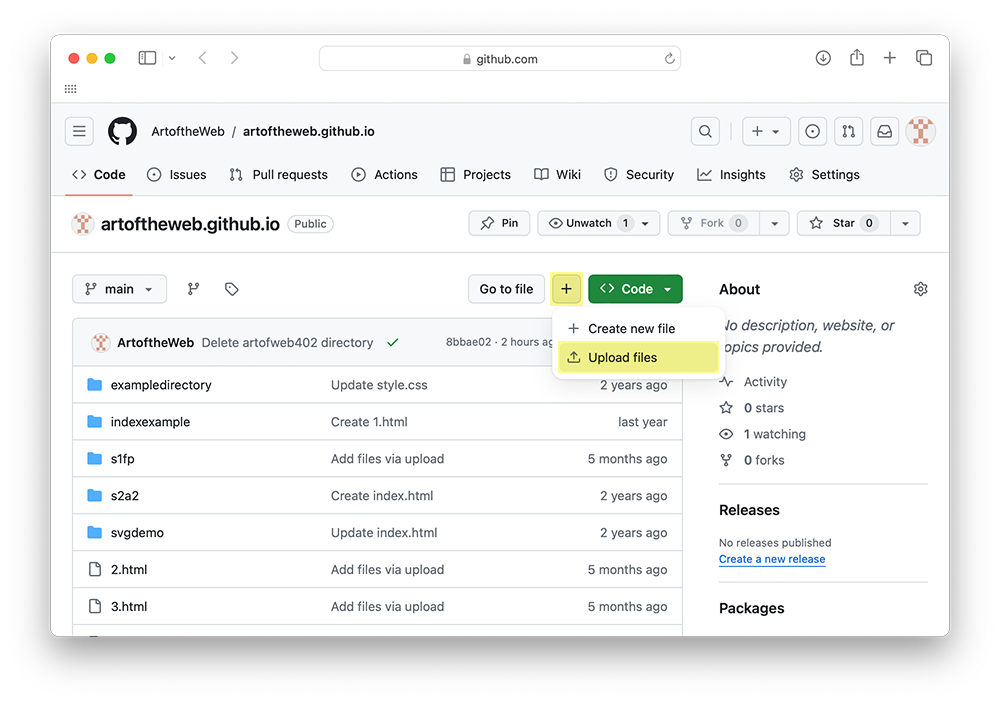 github.com
ArtoftheWeb / artoftheweb.github.io
Code Issues Pull requests Actions Projects Wiki Security Insights Settings
artoftheweb.github.io Public Pin Unwatch 1 Fork 0 Star 0
main Go to file + Code
Create new file
Upload files
ArtoftheWeb Delete artofweb402 directory 8bbae02 · 2 hours ag
exampledirectory Update style.css 2 years ago
indexexample Create 1.html last year
s1fp Add files via upload 5 months ago
s2a2 Create index.html 2 years ago
svgdemo Update index.html 2 years ago
2.html Add files via upload 5 months ago
3.html Add files via upload 5 months ago
About
No description, website, or
topics provided.
Activity
0 stars
1 watching
0 forks
Releases
No releases published
Create a new release
Packages